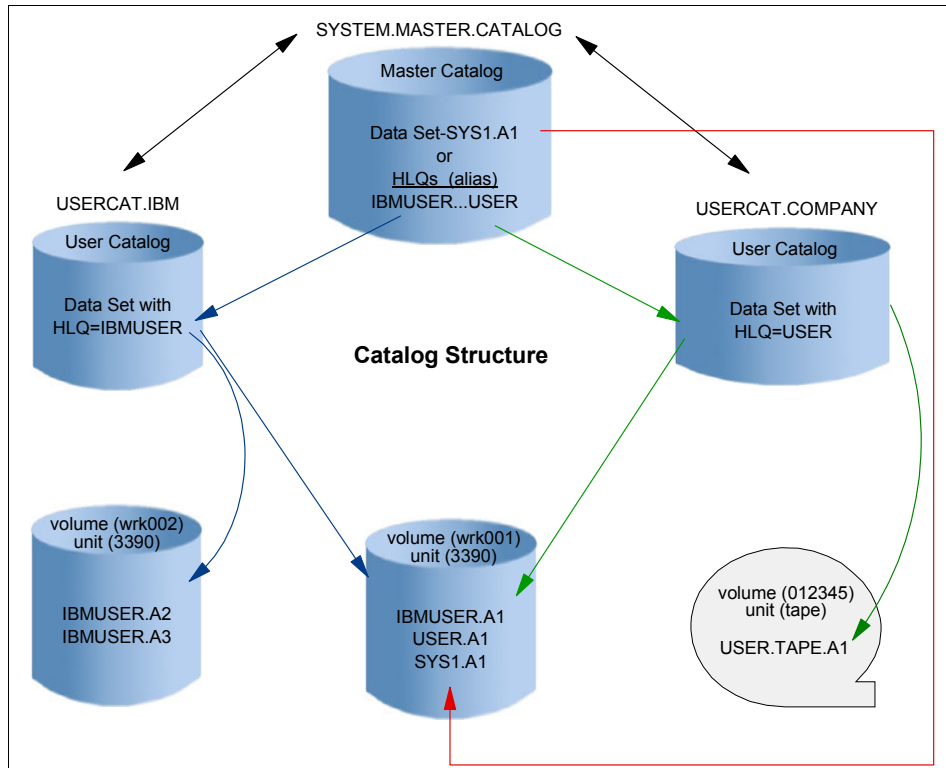 SYSTEM.MASTER.CATALOG
Master Catalog
Data Set-SYS1.A1
or
HLQs (alias)
IBMUSER...USER
USERCAT.IBM
User Catalog
Data Set with
HLQ=IBMUSER
USERCAT.COMPANY
User Catalog
Data Set with
HLQ=USER
Catalog Structure
volume (wrk002)
unit (3390)
IBMUSER.A2
IBMUSER.A3
volume (wrk001)
unit (3390)
IBMUSER.A1
USER.A1
SYS1.A1
volume (012345)
unit (tape)
USER.TAPE.A1